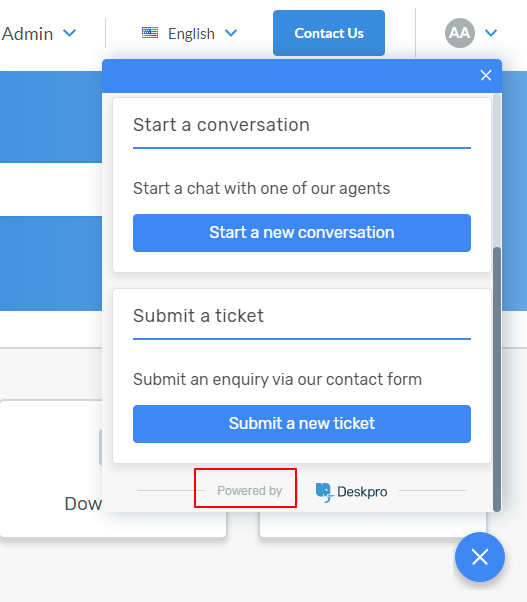 Admin English Contact Us AA
Start a conversation
Start a chat with one of our agents
Start a new conversation
Submit a ticket
Submit an enquiry via our contact form
Submit a new ticket
Powered by Deskpro
Dow